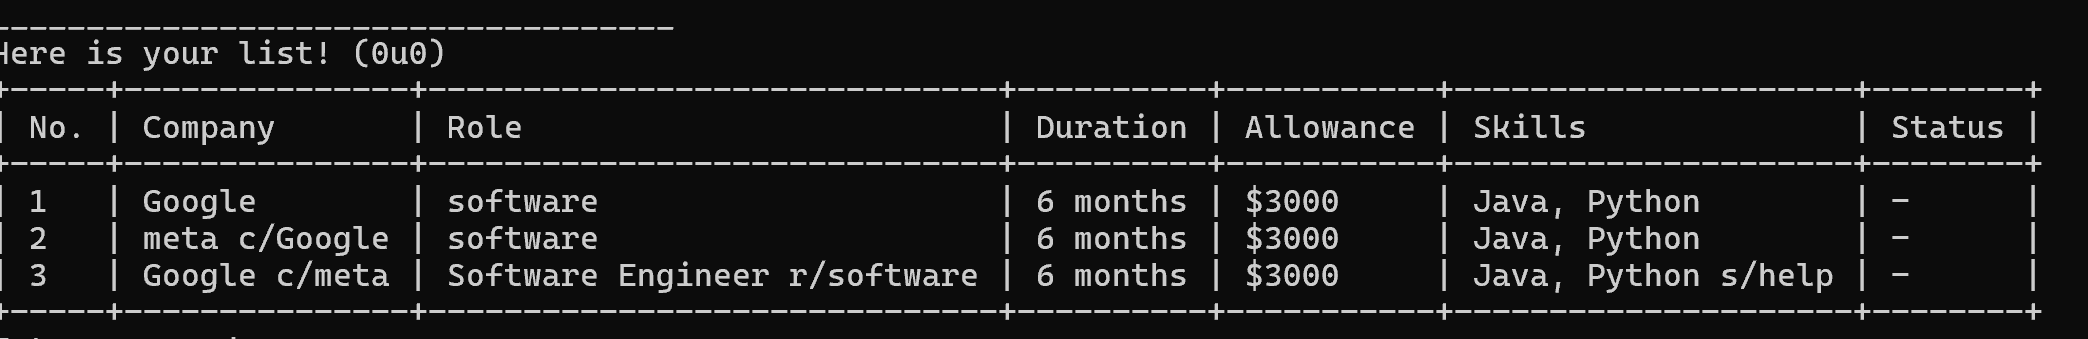 Here is your list! (0u0)
+-----+---------------+------------------------------+----------+-----------+---------------------+--------+
| No. | Company       | Role                         | Duration | Allowance | Skills              | Status |
+-----+---------------+------------------------------+----------+-----------+---------------------+--------+
| 1   | Google        | software                     | 6 months | $3000     | Java, Python        | -      |
| 2   | meta c/Google | software                     | 6 months | $3000     | Java, Python        | -      |
| 3   | Google c/meta | Software Engineer r/software | 6 months | $3000     | Java, Python s/help | -      |
+-----+---------------+------------------------------+----------+-----------+---------------------+--------+